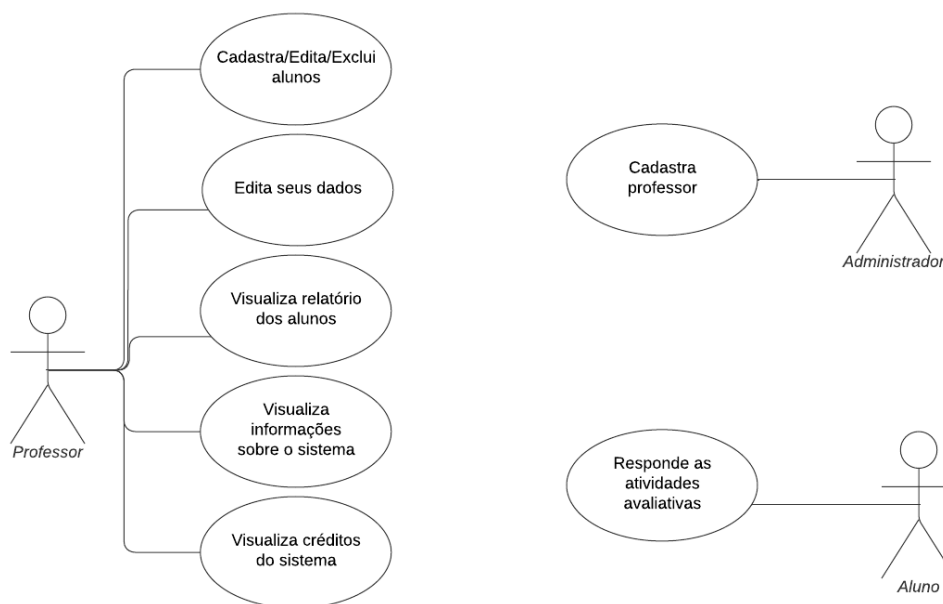 Cadastra/Edita/Exclui
alunos
Edita seus dados
Visualiza relatório
dos alunos
Visualiza
informações
sobre o sistema
Visualiza créditos
do sistema
Professor
Cadastra
professor
Administrador
Responde as
atividades
avaliativas
Aluno